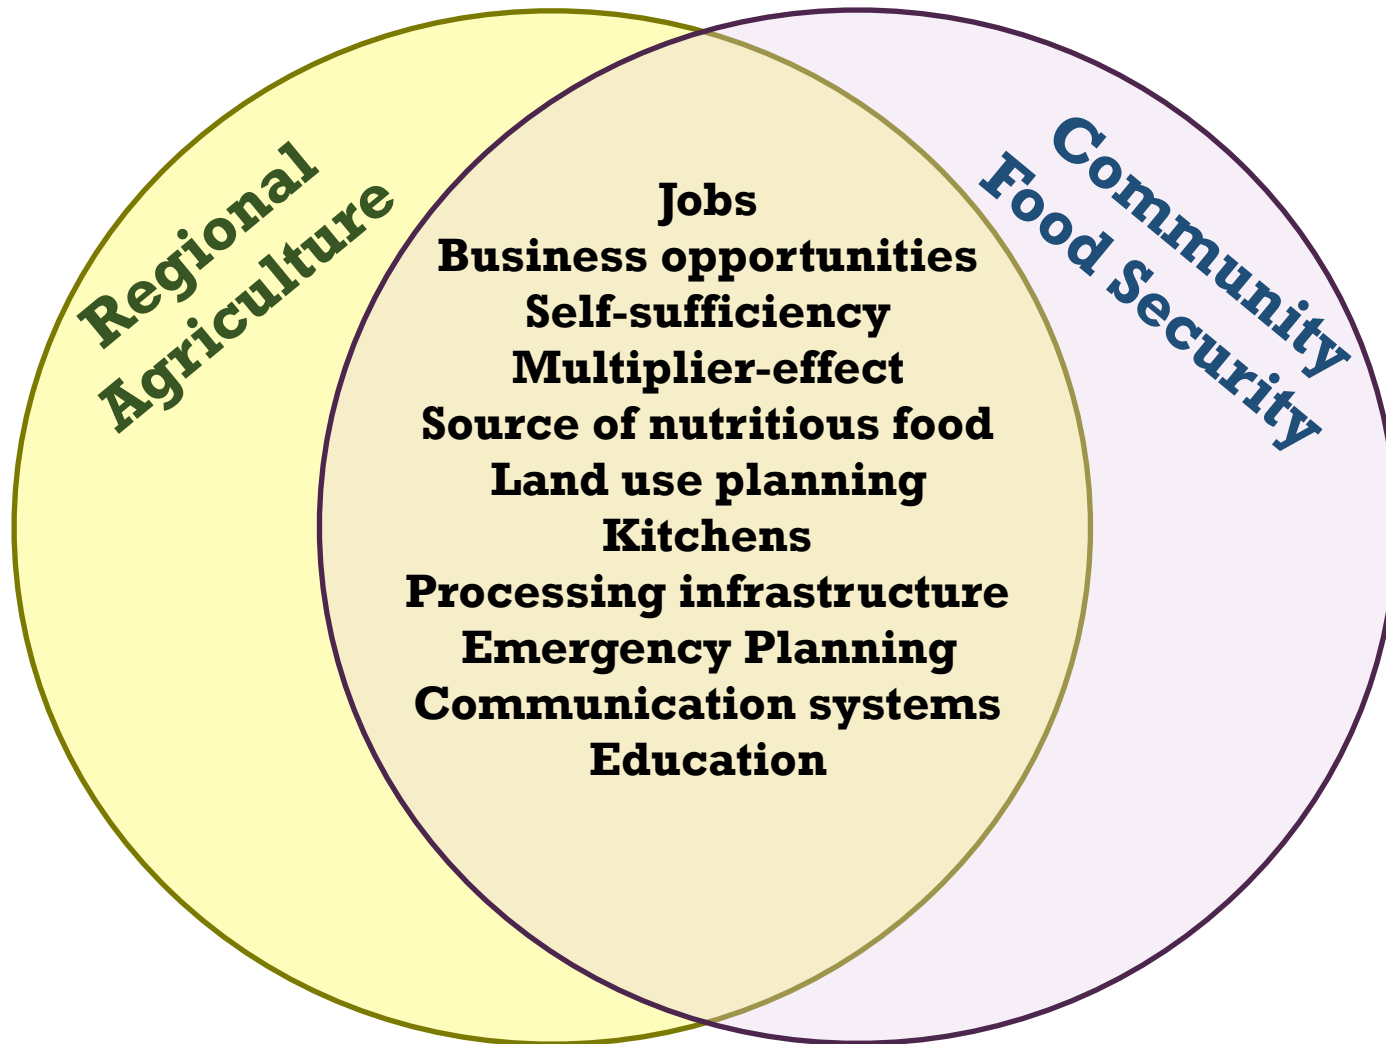 Regional
Agriculture
Jobs
Business opportunities
Self-sufficiency
Multiplier-effect
Source of nutritious food
Land use planning
Kitchens
Processing infrastructure
Emergency Planning
Communication systems
Education
Community
Food Security